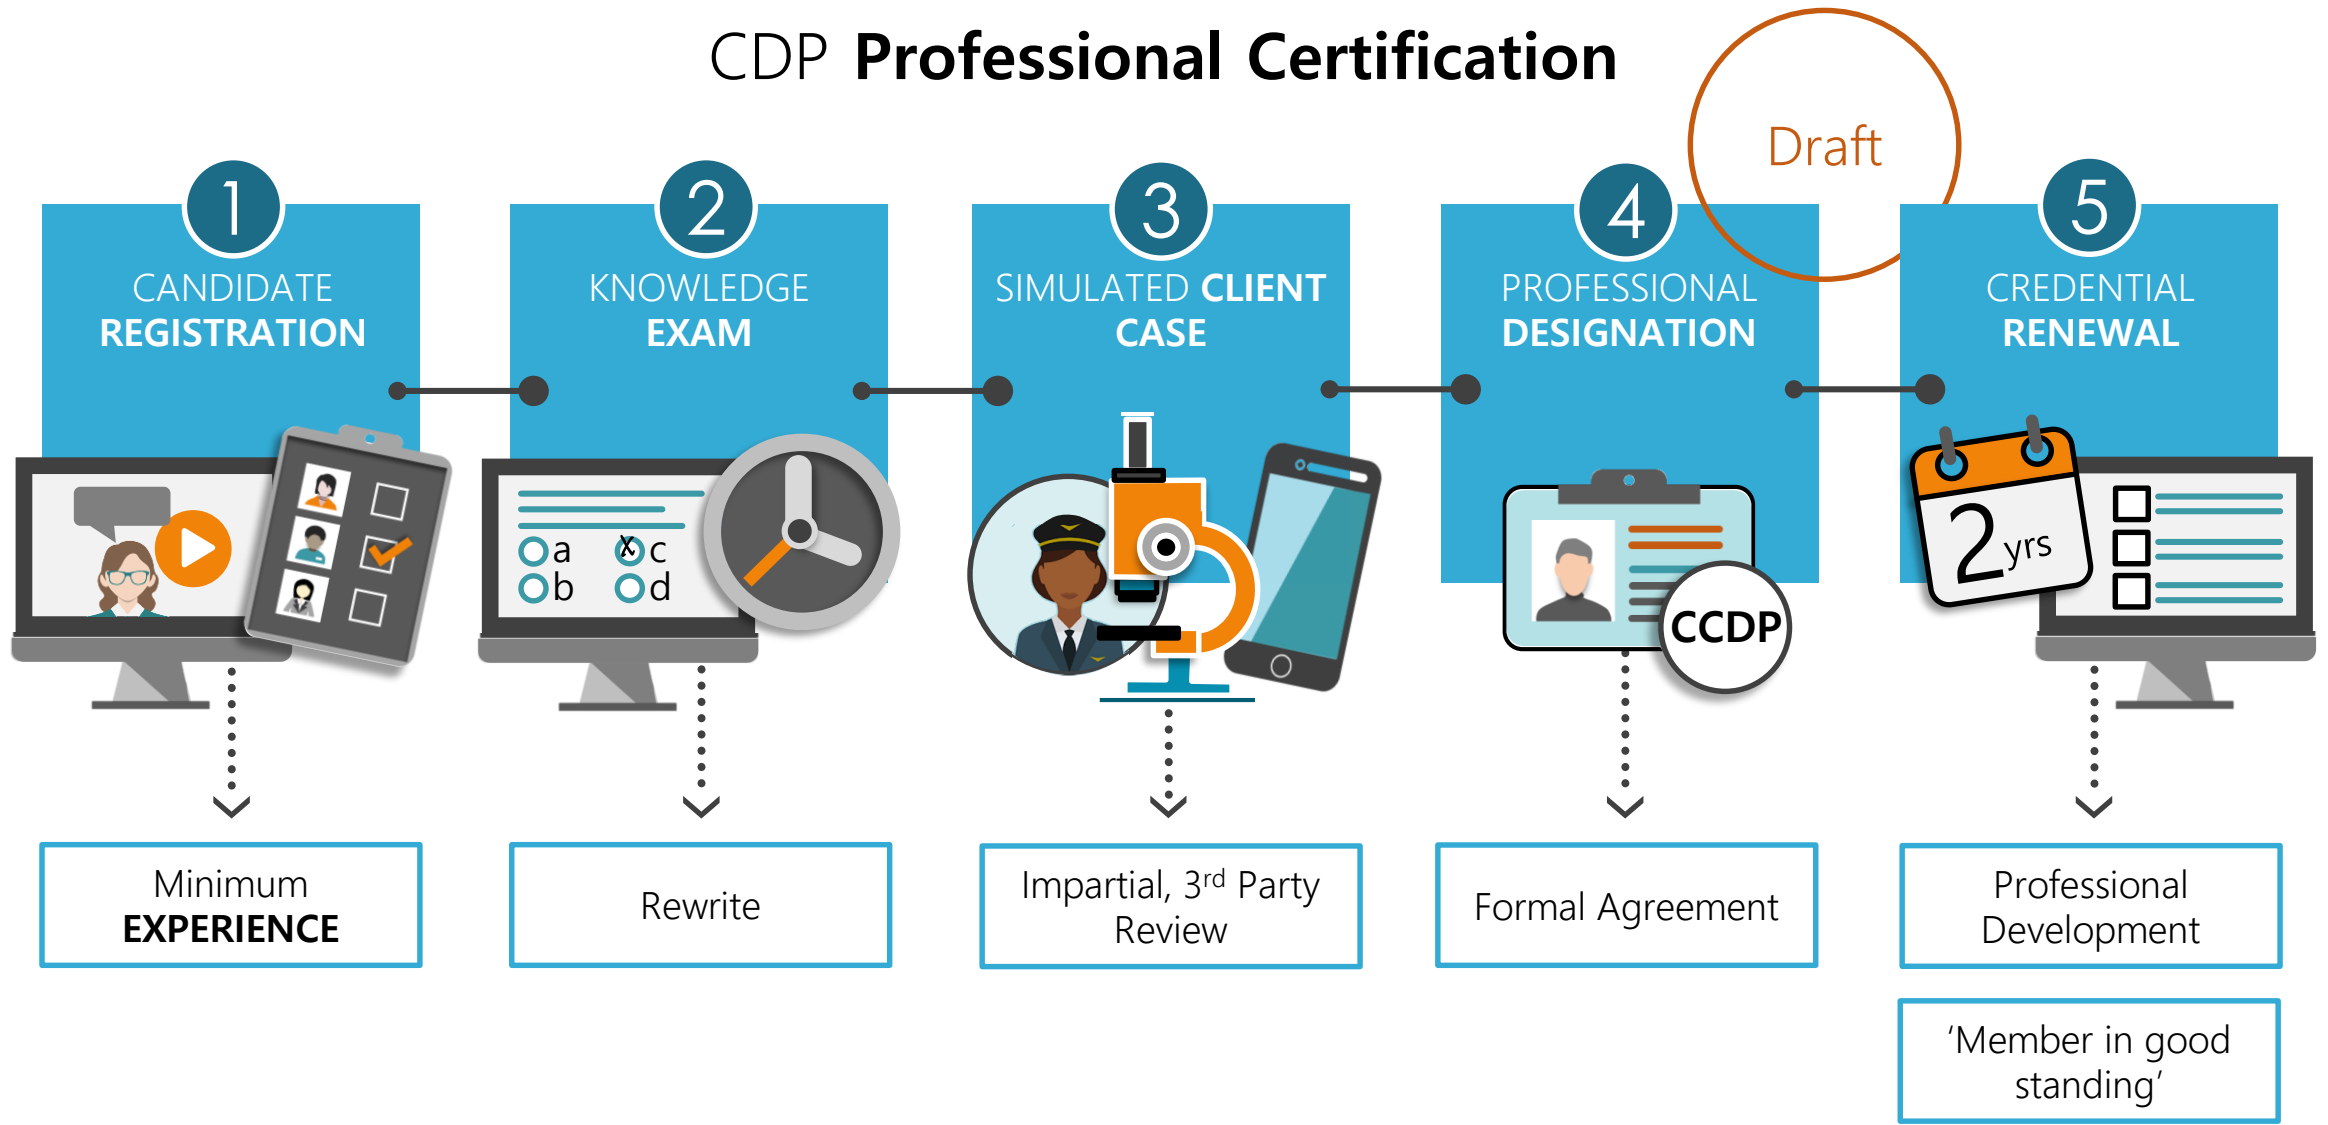 CDP Professional Certification
Draft
1
CANDIDATE
REGISTRATION
Minimum
EXPERIENCE
2
KNOWLEDGE
EXAM
a
x c
b
d
Rewrite
3
SIMULATED CLIENT
CASE
Impartial, 3rd Party
Review
4
PROFESSIONAL
DESIGNATION
CCDP
Formal Agreement
5
CREDENTIAL
RENEWAL
2 yrs
Professional
Development
‘Member in good
standing’